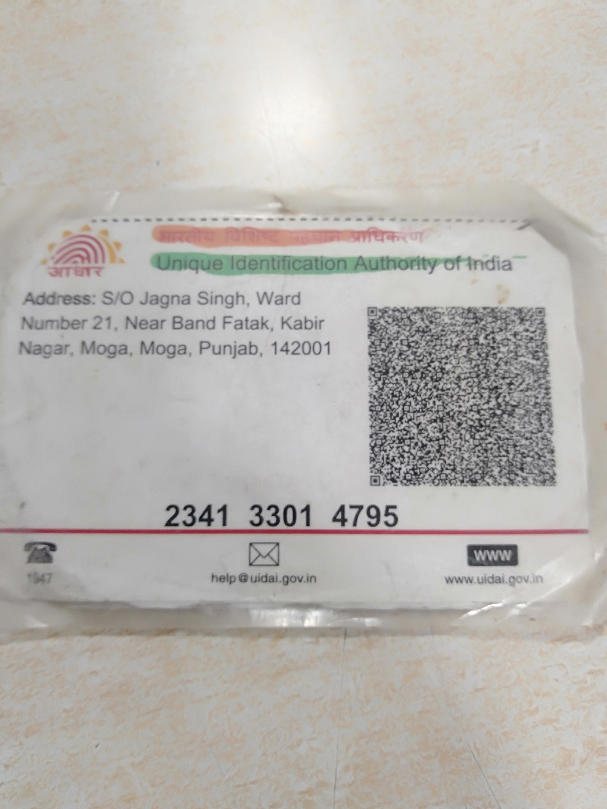 भारतीय विशिष्ट पहचान प्राधिकरण
आधार
Unique Identification Authority of India
Address: S/O Jagna Singh, Ward
Number 21, Near Band Fatak, Kabir
Nagar, Moga, Moga, Punjab, 142001
2341 3301 4795
1947
help@uidai.gov.in
www
www.uidai.gov.in